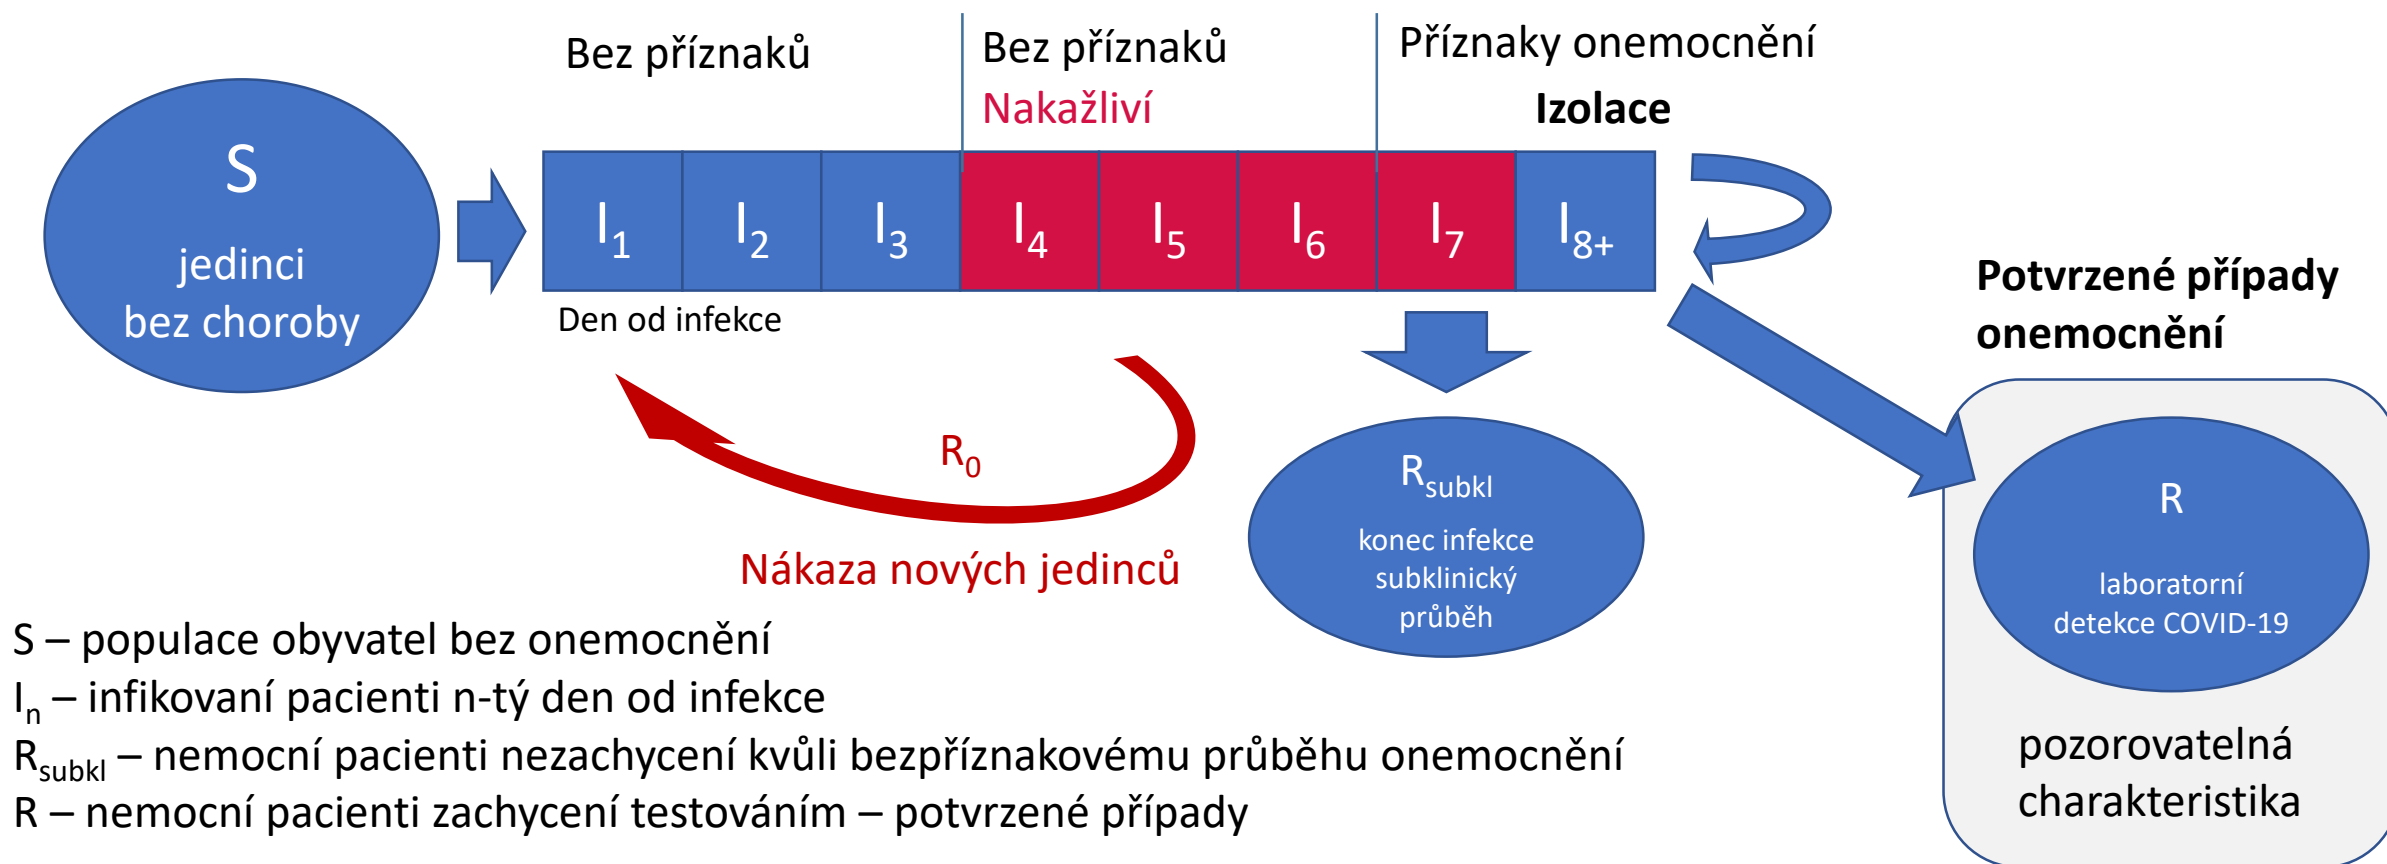 Bez příznaků
Bez příznaků
Nakažliví
Příznaky onemocnění
Izolace
S
jedinci
bez choroby
I1
I2
I3
I4
I5
I6
I7
I8+
Den od infekce
R0
Nákaza nových jedinců
Rsubkl
konec infekce
subklinický
průběh
Potvrzené případy
onemocnění
R
laboratorní
detekce COVID-19
pozorovatelná
charakteristika
S – populace obyvatel bez onemocnění
In – infikovaní pacienti n-tý den od infekce
Rsubkl – nemocní pacienti nezachycení kvůli bezpříznakovému průběhu onemocnění
R – nemocní pacienti zachycení testováním – potvrzené případy